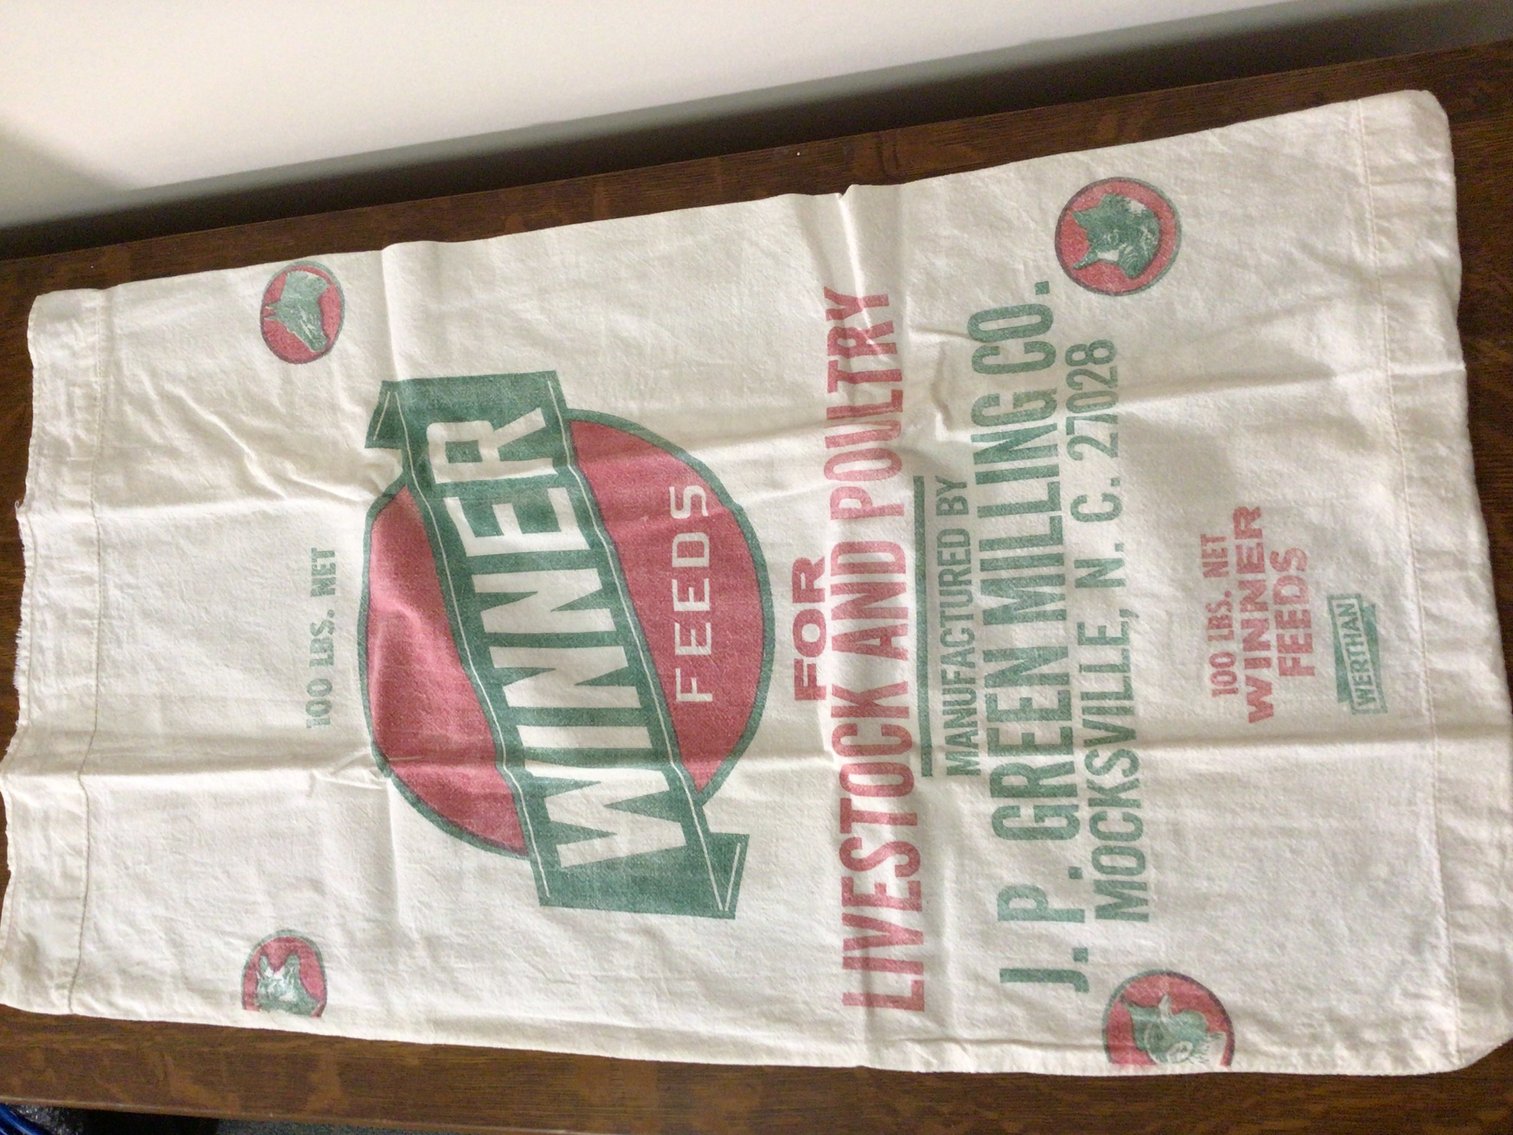 100 LBS. NET
WINNER
FEEDS
FOR
LIVESTOCK AND POULTRY
MANUFACTURED BY
J. P. GREEN MILLING CO.
MOCKSVILLE, N. C. 27028
100 LBS. NET
WINNER
FEEDS
WERTHAN